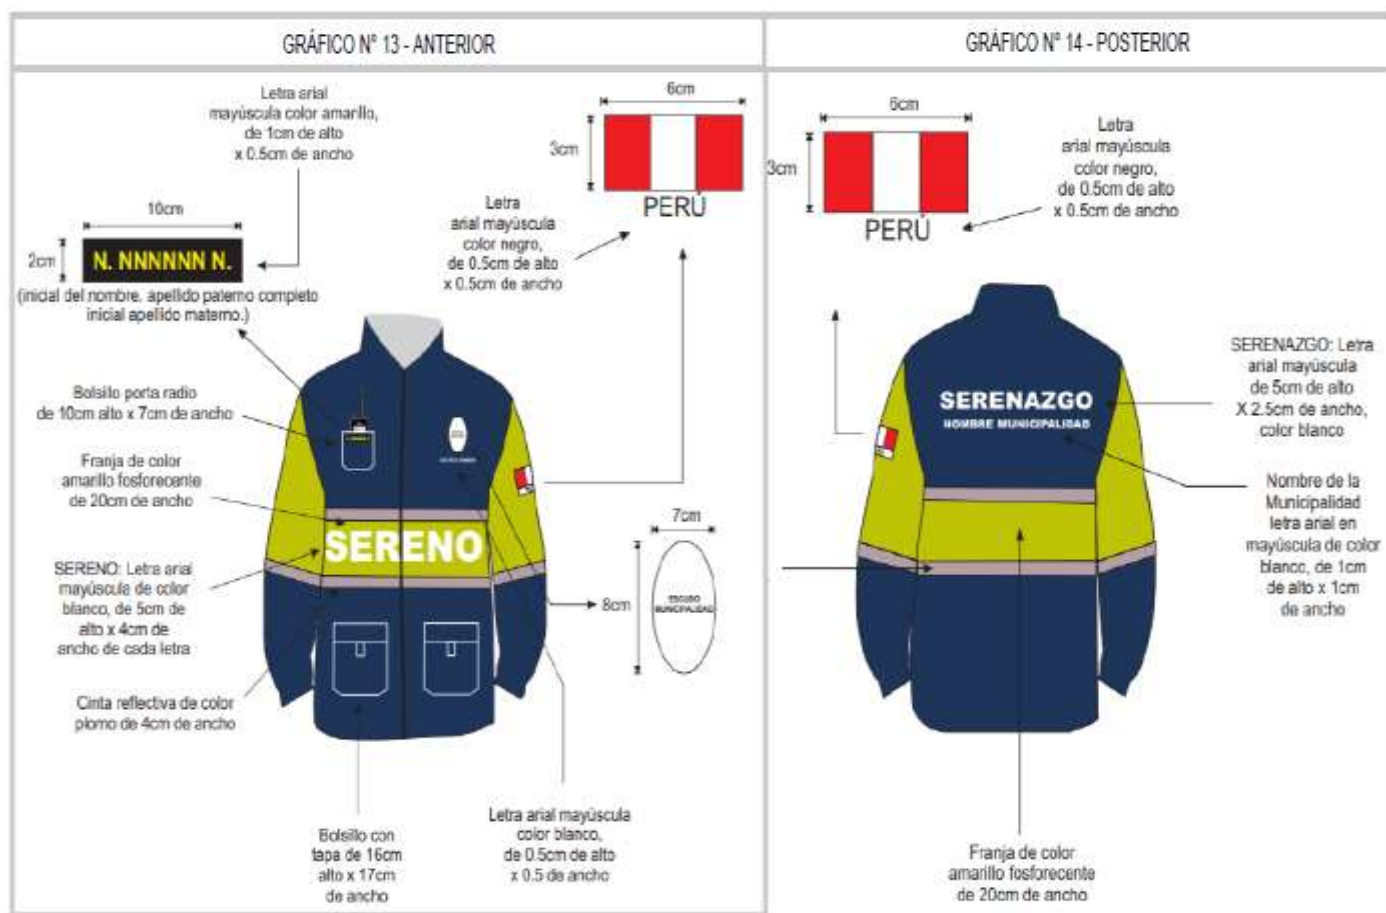 GRÁFICO Nº 13 - ANTERIOR
Letra arial
mayúscula color amarillo,
de 1cm de alto
x 0.5cm de ancho
10cm
2cm
N. NNNNNN N.
(inicial del nombre, apellido paterno completo
inicial apellido materno.)
6cm
3cm
PERÚ
Letra
arial mayúscula
color negro,
de 0.5cm de alto
x 0.5cm de ancho
Bolsillo porta radio
de 10cm alto x 7cm de ancho
Franja de color
amarillo fosforecente
de 20cm de ancho
SERENO: Letra arial
mayúscula de color
blanco, de 5cm de
alto x 4cm de
ancho de cada letra
Cinta reflectiva de color
plomo de 4cm de ancho
SERENO
7cm
8cm
ESCUDO
MUNICIPALIDAD
Bolsillo con
tapa de 16cm
alto x 17cm
de ancho
Letra arial mayúscula
color blanco,
de 0.5cm de alto
x 0.5 de ancho
GRÁFICO Nº 14 - POSTERIOR
6cm
3cm
PERÚ
Letra
arial mayúscula
color negro,
de 0.5cm de alto
x 0.5cm de ancho
SERENAZGO
NOMBRE MUNICIPALIDAD
SERENAZGO: Letra
arial mayúscula
de 5cm de alto
X 2.5cm de ancho,
color blanco
Nombre de la
Municipalidad
letra arial en
mayúscula de color
blanco, de 1cm
de alto x 1cm
de ancho
Franja de color
amarillo fosforecente
de 20cm de ancho